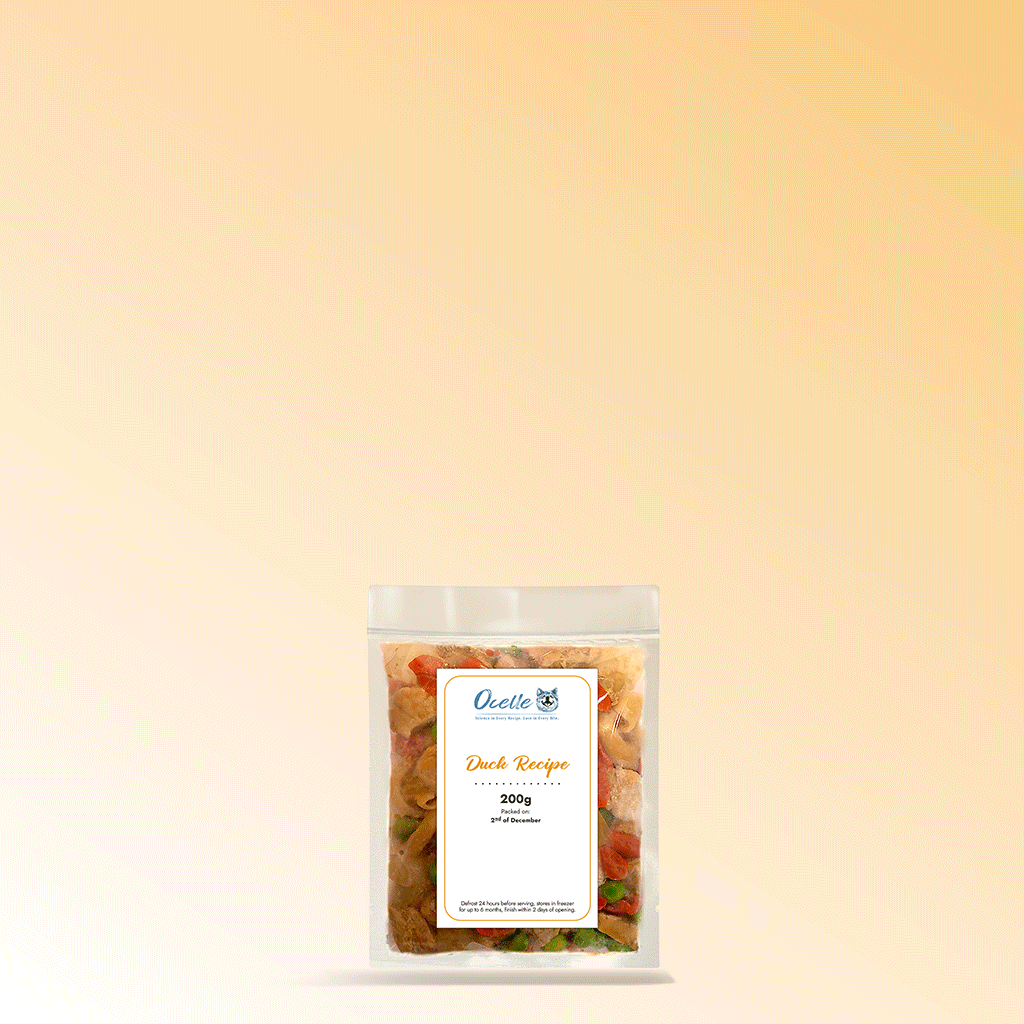 Ocelle
Science in Every Recipe, Love in Every Bite.
Duck Recipe
200g
Packed on:
2nd of December
Defrost 24 hours before serving, stores in freezer
for up to 6 months, finish within 2 days of opening.